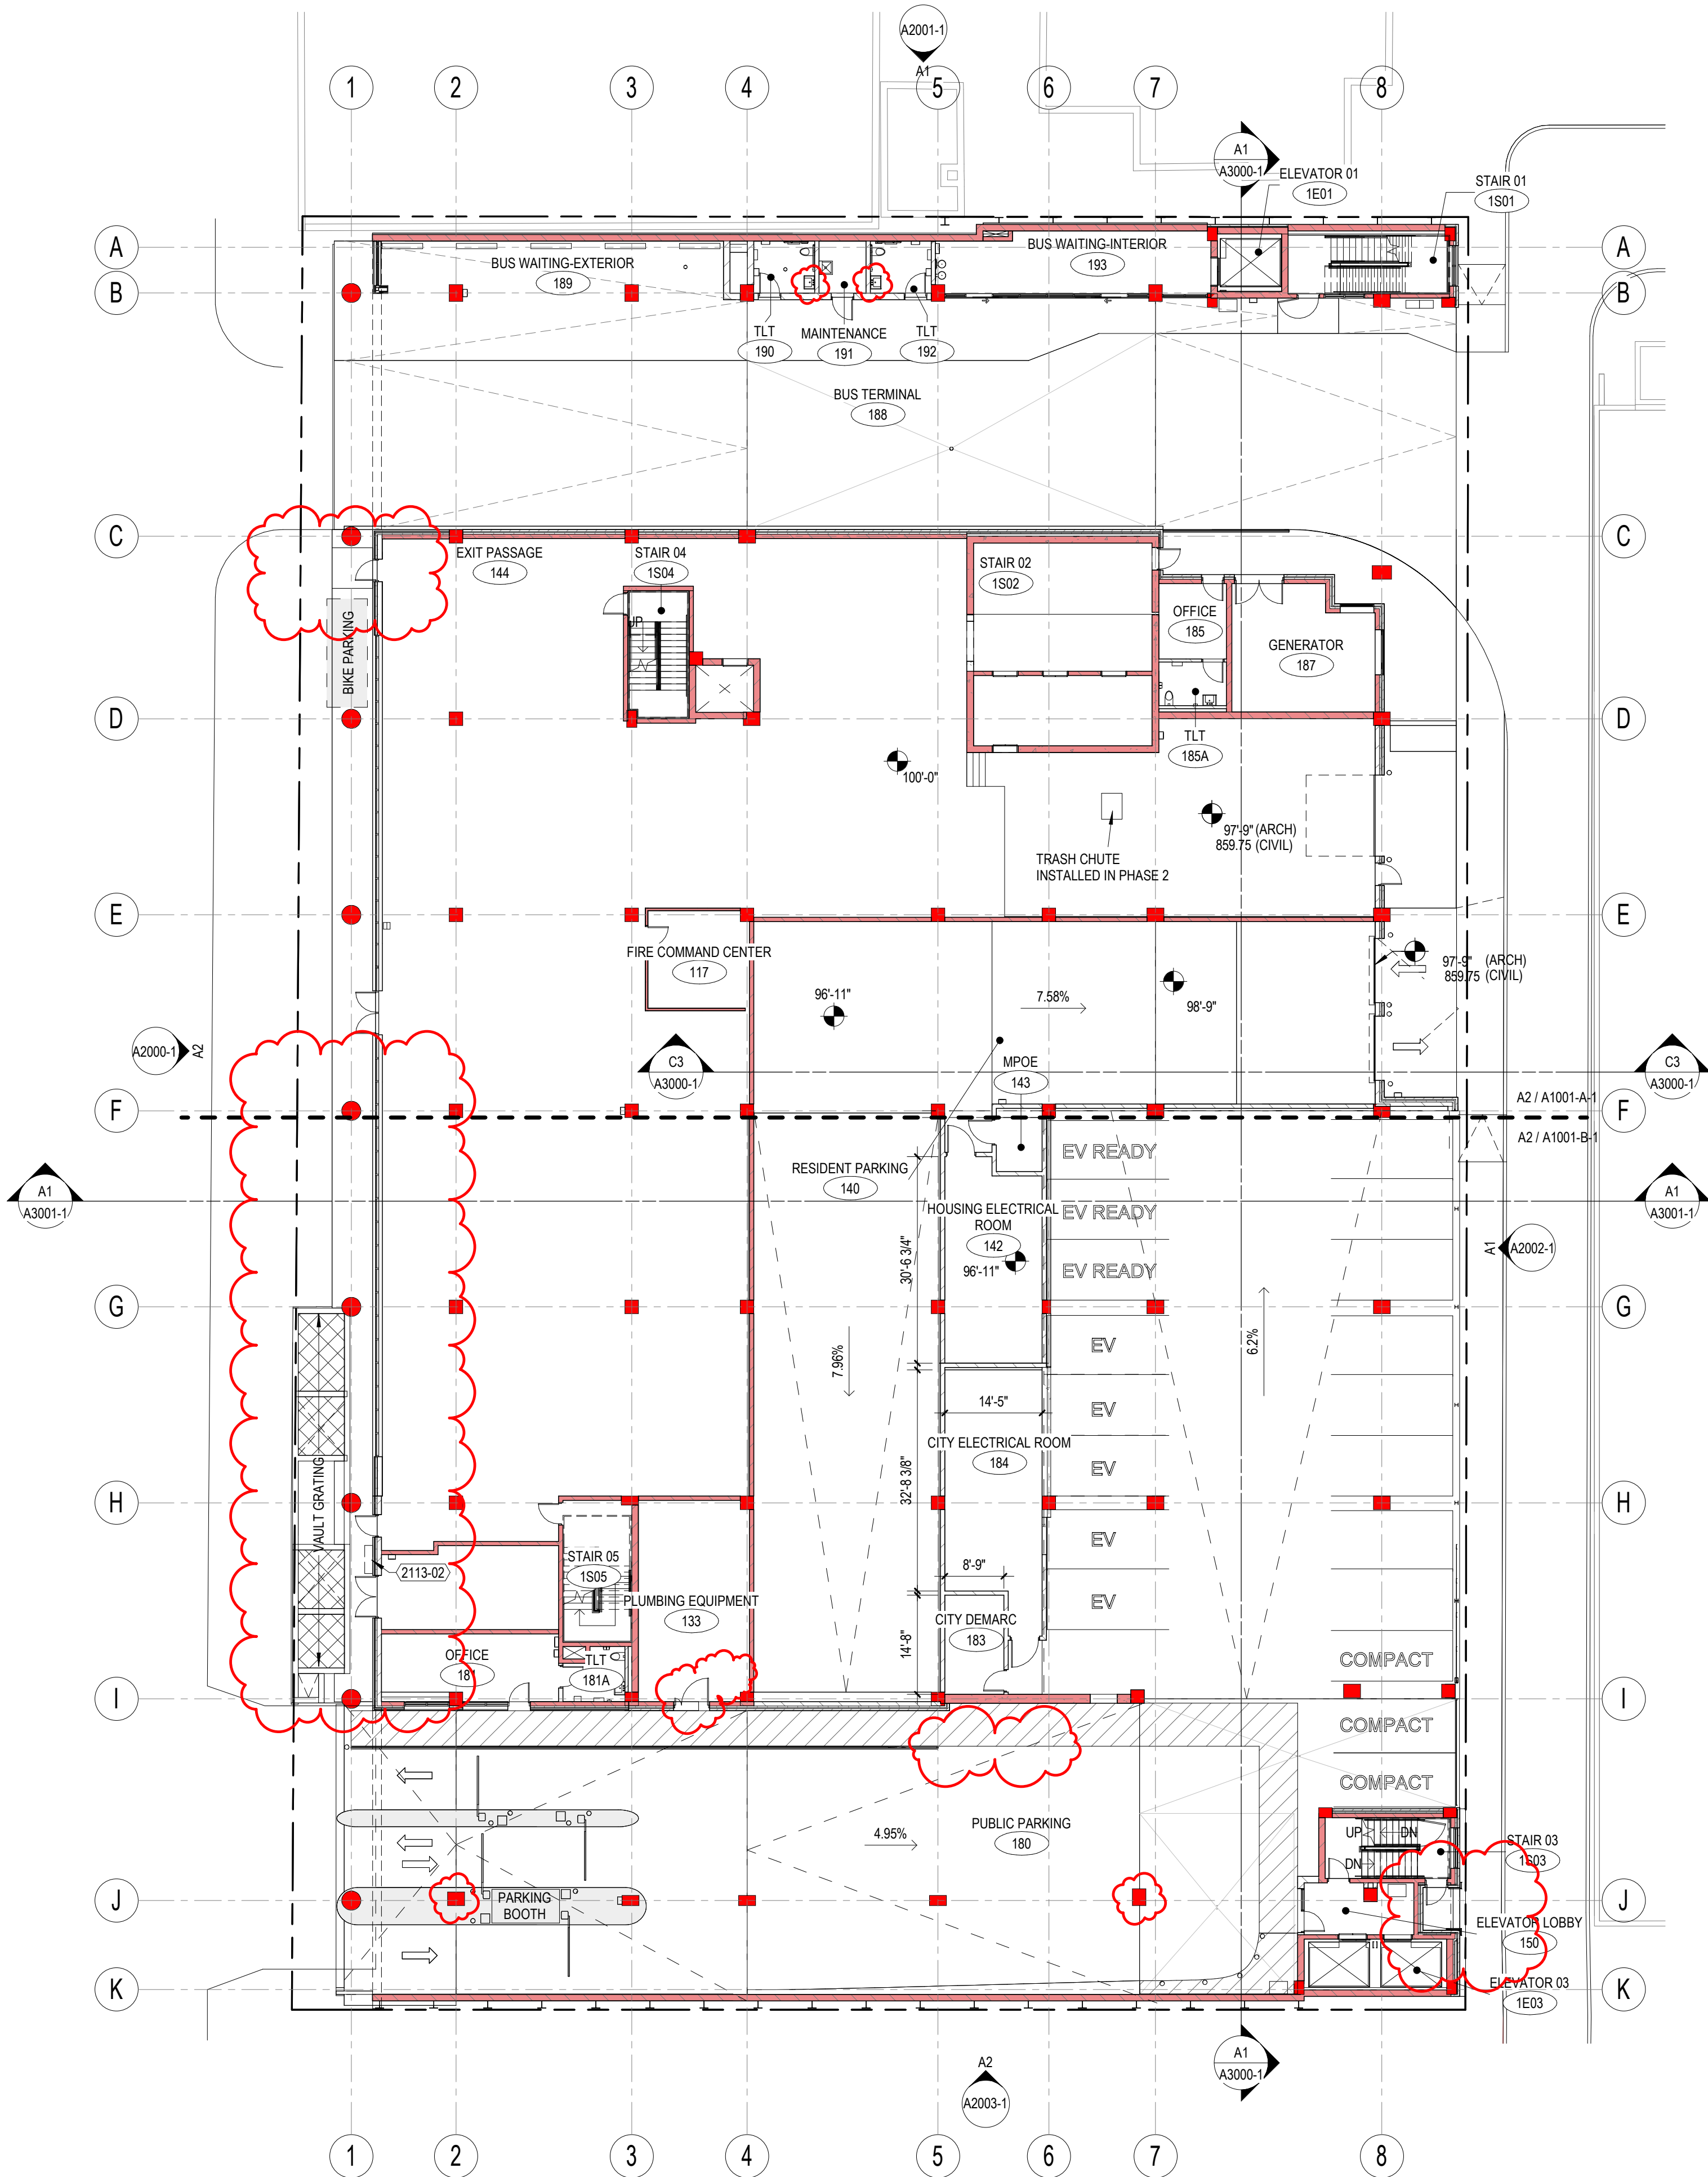 A2001-1
A1
1 2 3 4 5 6 7 8
A1
A3000-1
ELEVATOR 01
1E01
STAIR 01
1S01
A A
BUS WAITING-EXTERIOR
189
BUS WAITING-INTERIOR
193
B B
TLT
190
MAINTENANCE
191
TLT
192
BUS TERMINAL
188
C C
EXIT PASSAGE
144
STAIR 04
1S04
UP
STAIR 02
1S02
OFFICE
185
GENERATOR
187
BIKE PARKING
D D
TLT
185A
100'-0"
97'-9" (ARCH)
859.75 (CIVIL)
TRASH CHUTE
INSTALLED IN PHASE 2
E E
FIRE COMMAND CENTER
117
96'-11"
7.58%
98'-9"
97'-9" (ARCH)
859.75 (CIVIL)
A2000-1
A2
C3
A3000-1
MPOE
143
C3
A3000-1
F F
A2 / A1001-A-1
A2 / A1001-B-1
EV READY
RESIDENT PARKING
140
A1
A3001-1
A1
A3001-1
HOUSING ELECTRICAL
ROOM
142
EV READY
30'-6 3/4"
96'-11"
EV READY
A1
A2002-1
G G
7.96%
6.2%
EV
14'-5"
EV
CITY ELECTRICAL ROOM
184
32'-8 3/8"
EV
VAULT GRATING
H H
EV
2113-02
STAIR 05
1S05
8'-9"
PLUMBING EQUIPMENT
133
EV
CITY DEMARC
183
14'-8"
OFFICE
181
TLT
181A
COMPACT
I I
COMPACT
COMPACT
PUBLIC PARKING
180
4.95%
UP
DN
DN
STAIR 03
1S03
J J
PARKING
BOOTH
ELEVATOR LOBBY
150
K K
ELEVATOR 03
1E03
A1
A3000-1
A2
A2003-1
1 2 3 4 5 6 7 8